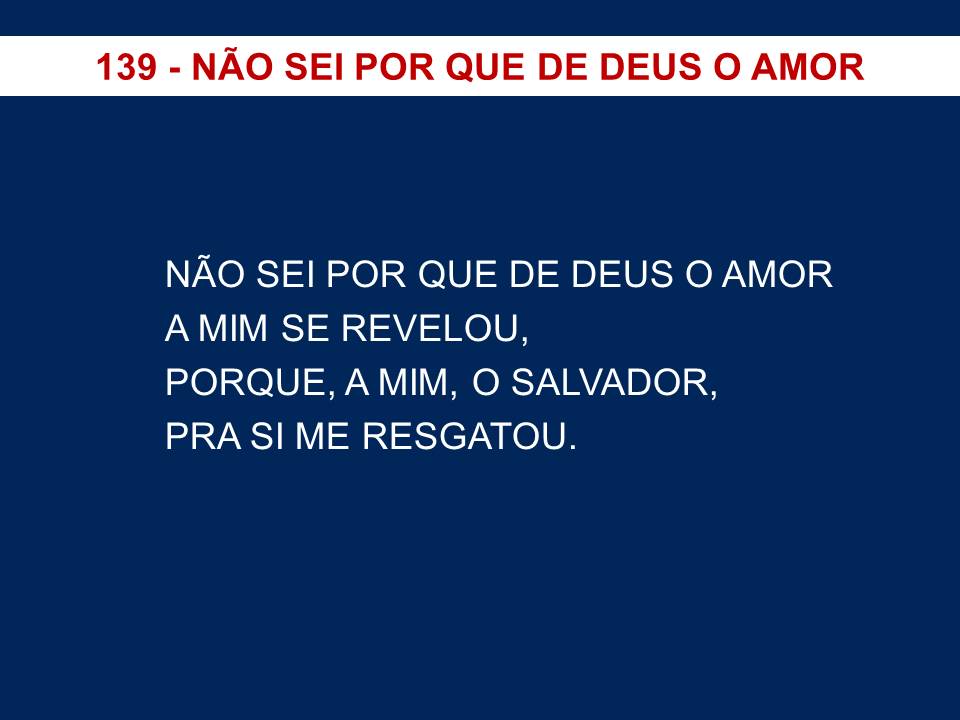 139 - NÃO SEI POR QUE DE DEUS O AMOR
NÃO SEI POR QUE DE DEUS O AMOR
A MIM SE REVELOU,
PORQUE, A MIM, O SALVADOR,
PRA SI ME RESGATOU.